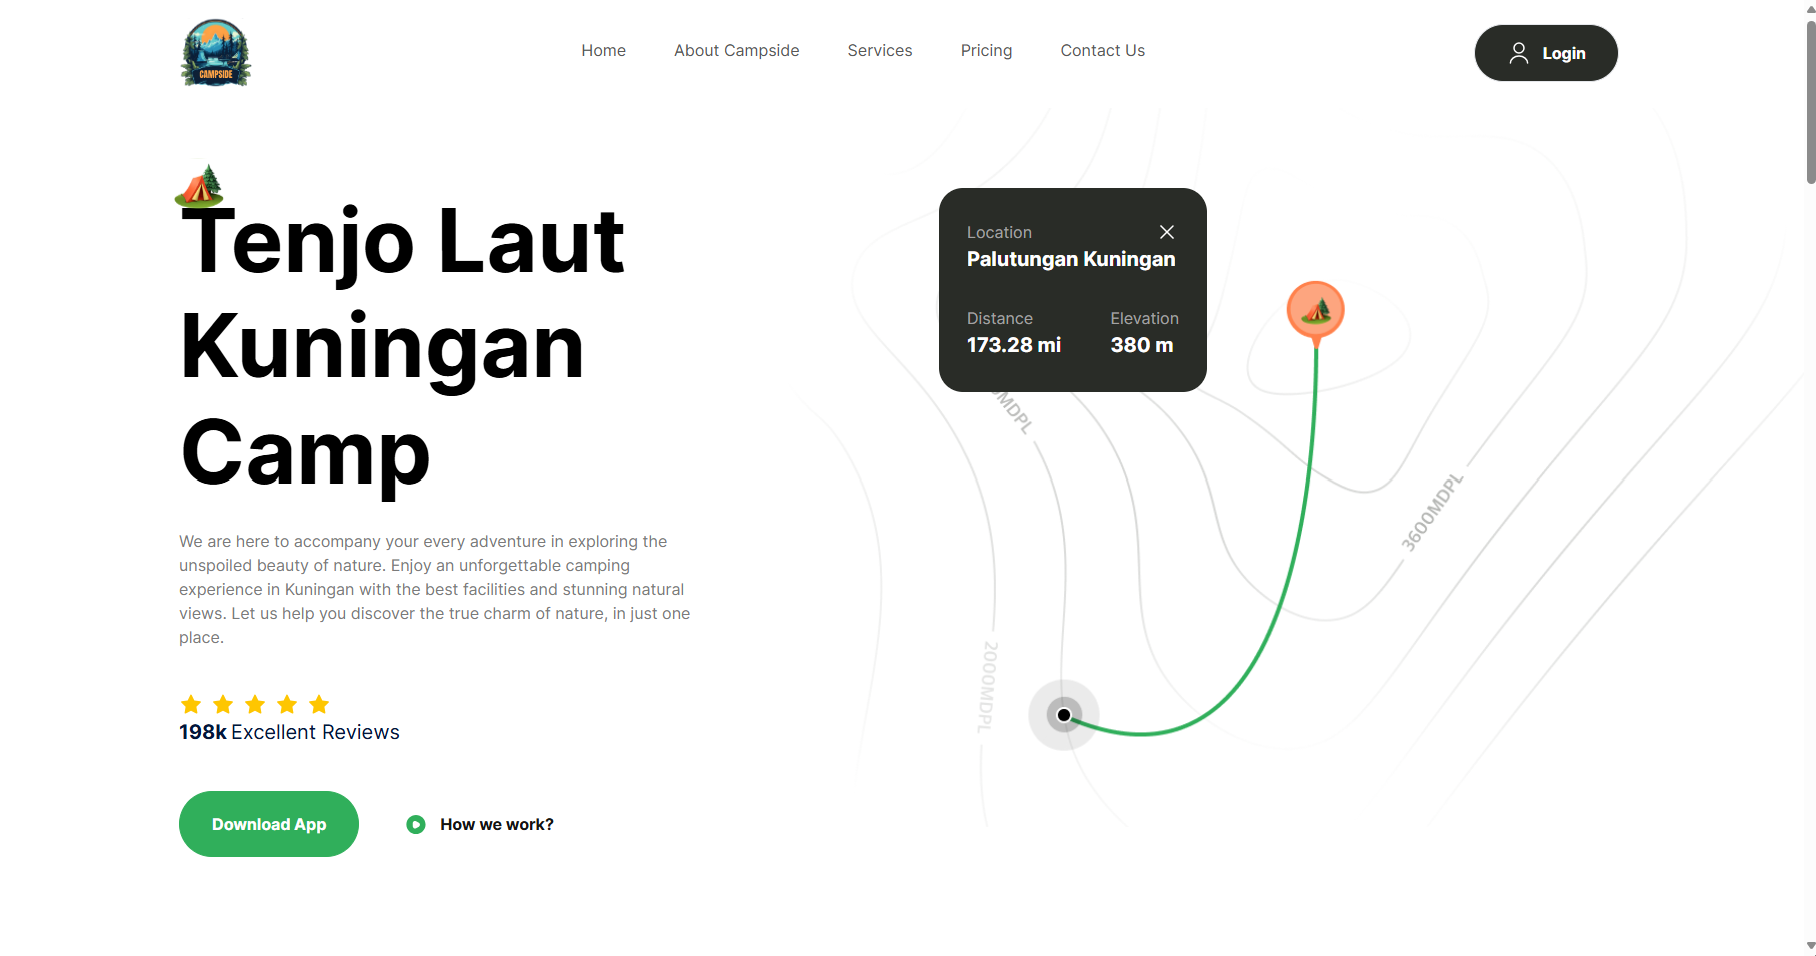 CAMPSIDE
Home
About Campside
Services
Pricing
Contact Us
Login
Tenjo Laut
Kuningan
Camp
We are here to accompany your every adventure in exploring the
unspoiled beauty of nature. Enjoy an unforgettable camping
experience in Kuningan with the best facilities and stunning natural
views. Let us help you discover the true charm of nature, in just one
place.
198k Excellent Reviews
Download App
How we work?
Location
Palutungan Kuningan
Distance
Elevation
173.28 mi
380 m
MDPL
3600MDPL
2000MDPL